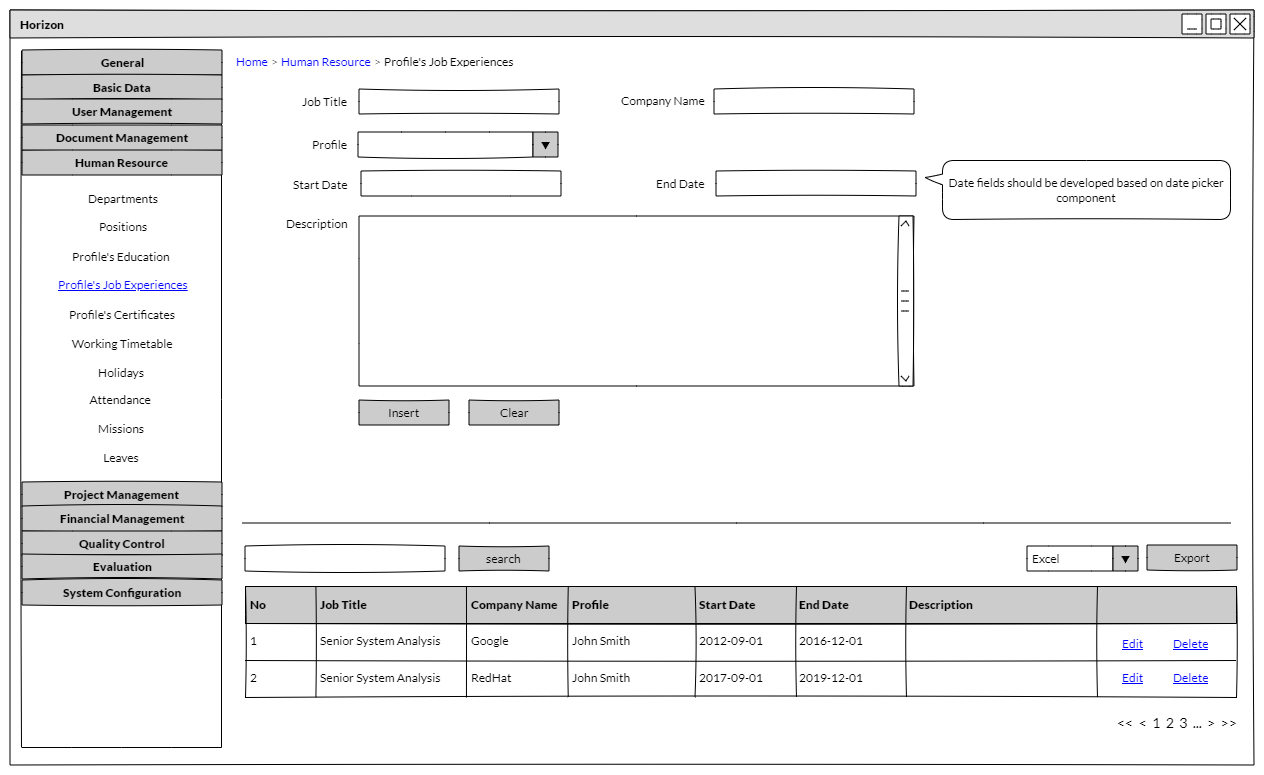 Horizon
General
Basic Data
User Management
Document Management
Human Resource
Departments
Positions
Profile's Education
Profile's Job Experiences
Profile's Certificates
Working Timetable
Holidays
Attendance
Missions
Leaves
Project Management
Financial Management
Quality Control
Evaluation
System Configuration
Home > Human Resource > Profile's Job Experiences
Job Title
Company Name
Profile
Start Date
End Date
Date fields should be developed based on date picker
component
Description
Insert
Clear
search
Excel
Export
No Job Title Company Name Profile Start Date End Date Description
1 Senior System Analysis Google John Smith 2012-09-01 2016-12-01 Edit Delete
2 Senior System Analysis RedHat John Smith 2017-09-01 2019-12-01 Edit Delete
<< < 1 2 3 ... > >>